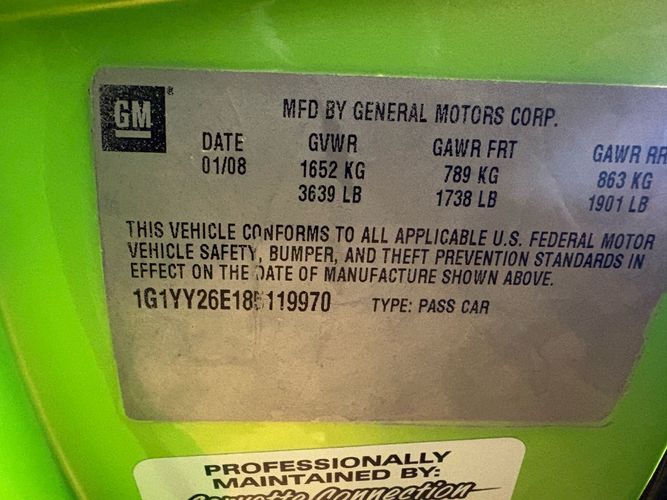 GM ®
MFD BY GENERAL MOTORS CORP.
DATE GVWR GAWR FRT GAWR RR
01/08 1652 KG 789 KG 863 KG
3639 LB 1738 LB 1901 LB
THIS VEHICLE CONFORMS TO ALL APPLICABLE U.S. FEDERAL MOTOR
VEHICLE SAFETY, BUMPER, AND THEFT PREVENTION STANDARDS IN
EFFECT ON THE DATE OF MANUFACTURE SHOWN ABOVE.
TYPE: PASS CAR
PROFESSIONALLY
MAINTAINED BY:
Corvette Connection